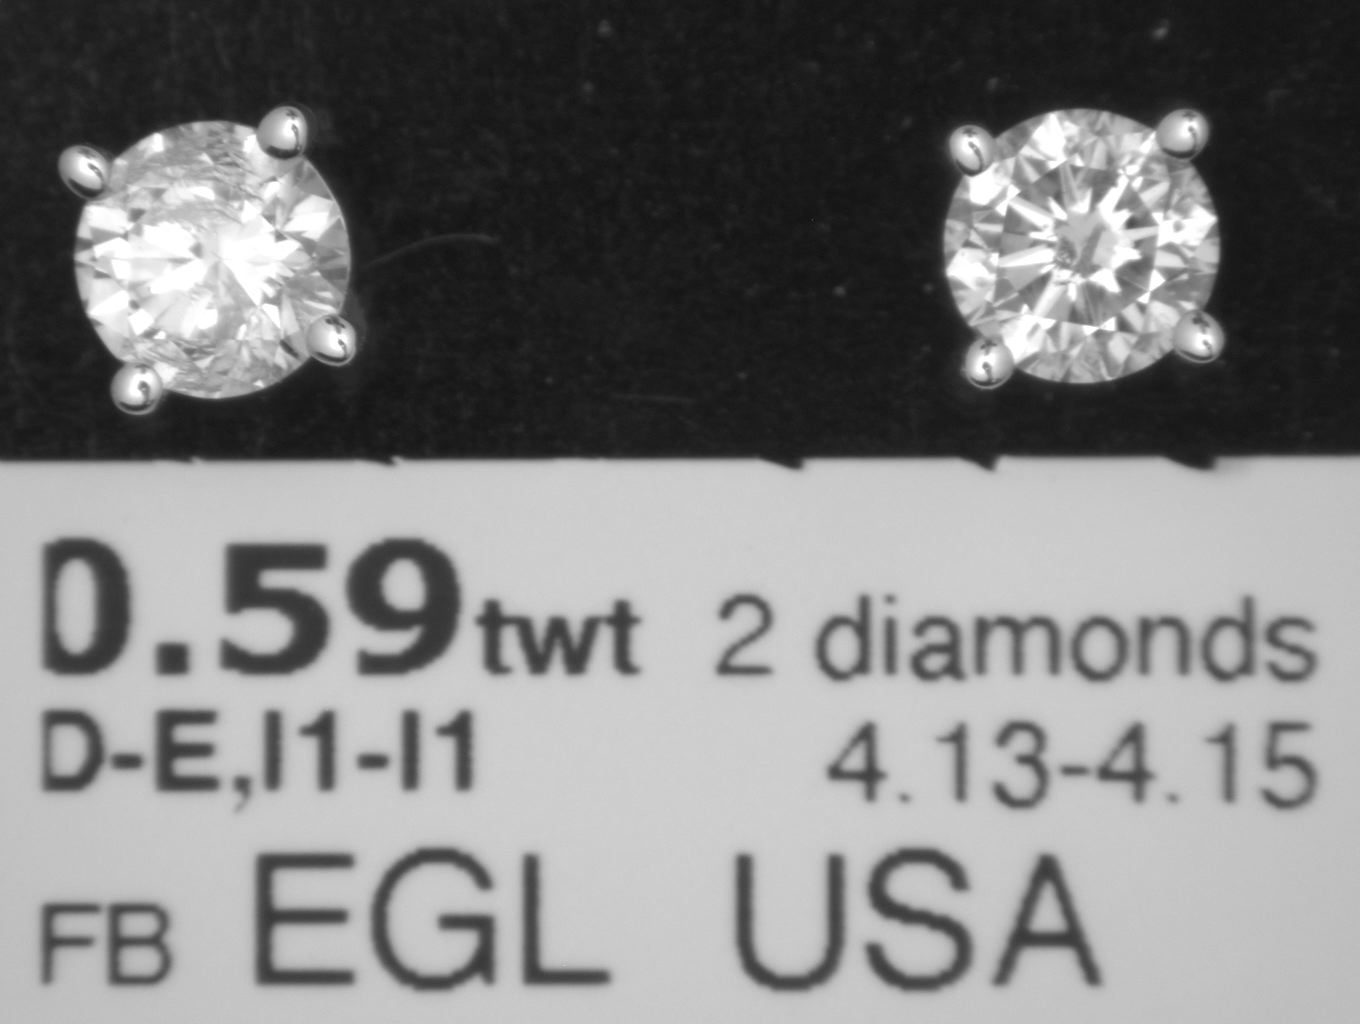 0.59twt 2 diamonds
D-E,I1-I1 4.13-4.15
FB EGL USA